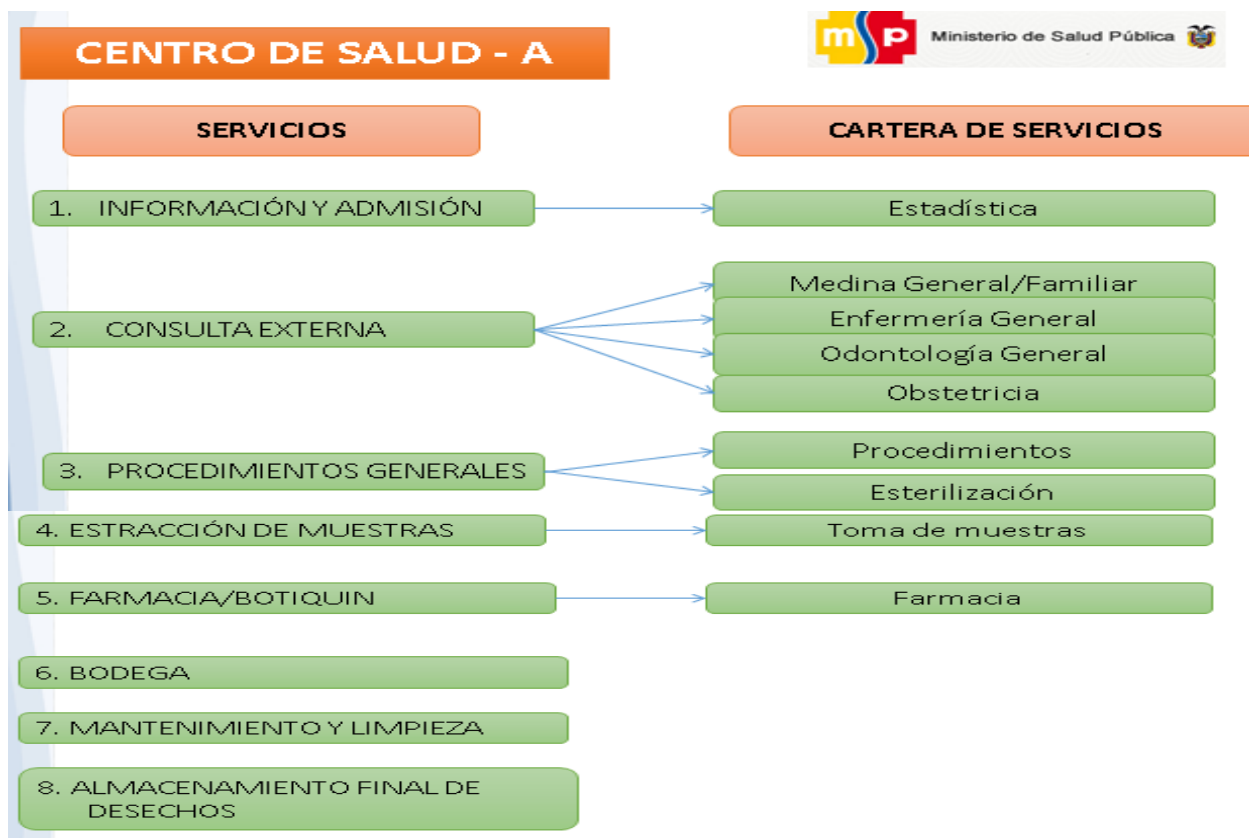 CENTRO DE SALUD - A
msp Ministerio de Salud Pública
SERVICIOS
CARTERA DE SERVICIOS
1. INFORMACIÓN Y ADMISIÓN
Estadística
2. CONSULTA EXTERNA
Medina General/Familiar
Enfermería General
Odontología General
Obstetricia
3. PROCEDIMIENTOS GENERALES
Procedimientos
Esterilización
4. ESTRACCIÓN DE MUESTRAS
Toma de muestras
5. FARMACIA/BOTIQUIN
Farmacia
6. BODEGA
7. MANTENIMIENTO Y LIMPIEZA
8. ALMACENAMIENTO FINAL DE
DESECHOS